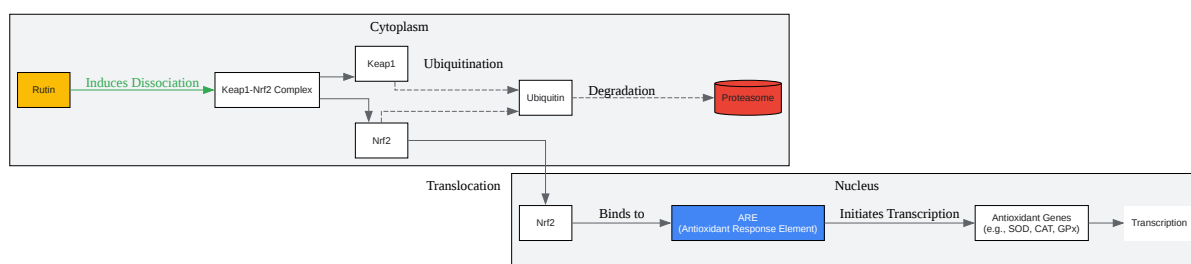 Cytoplasm
Rutin
Induces Dissociation
Keap1-Nrf2 Complex
Keap1
Ubiquitination
Nrf2
Ubiquitin
Degradation
Proteasome
Translocation
Nucleus
Nrf2
Binds to
ARE
(Antioxidant Response Element)
Initiates Transcription
Antioxidant Genes
(e.g., SOD, CAT, GPx)
Transcription